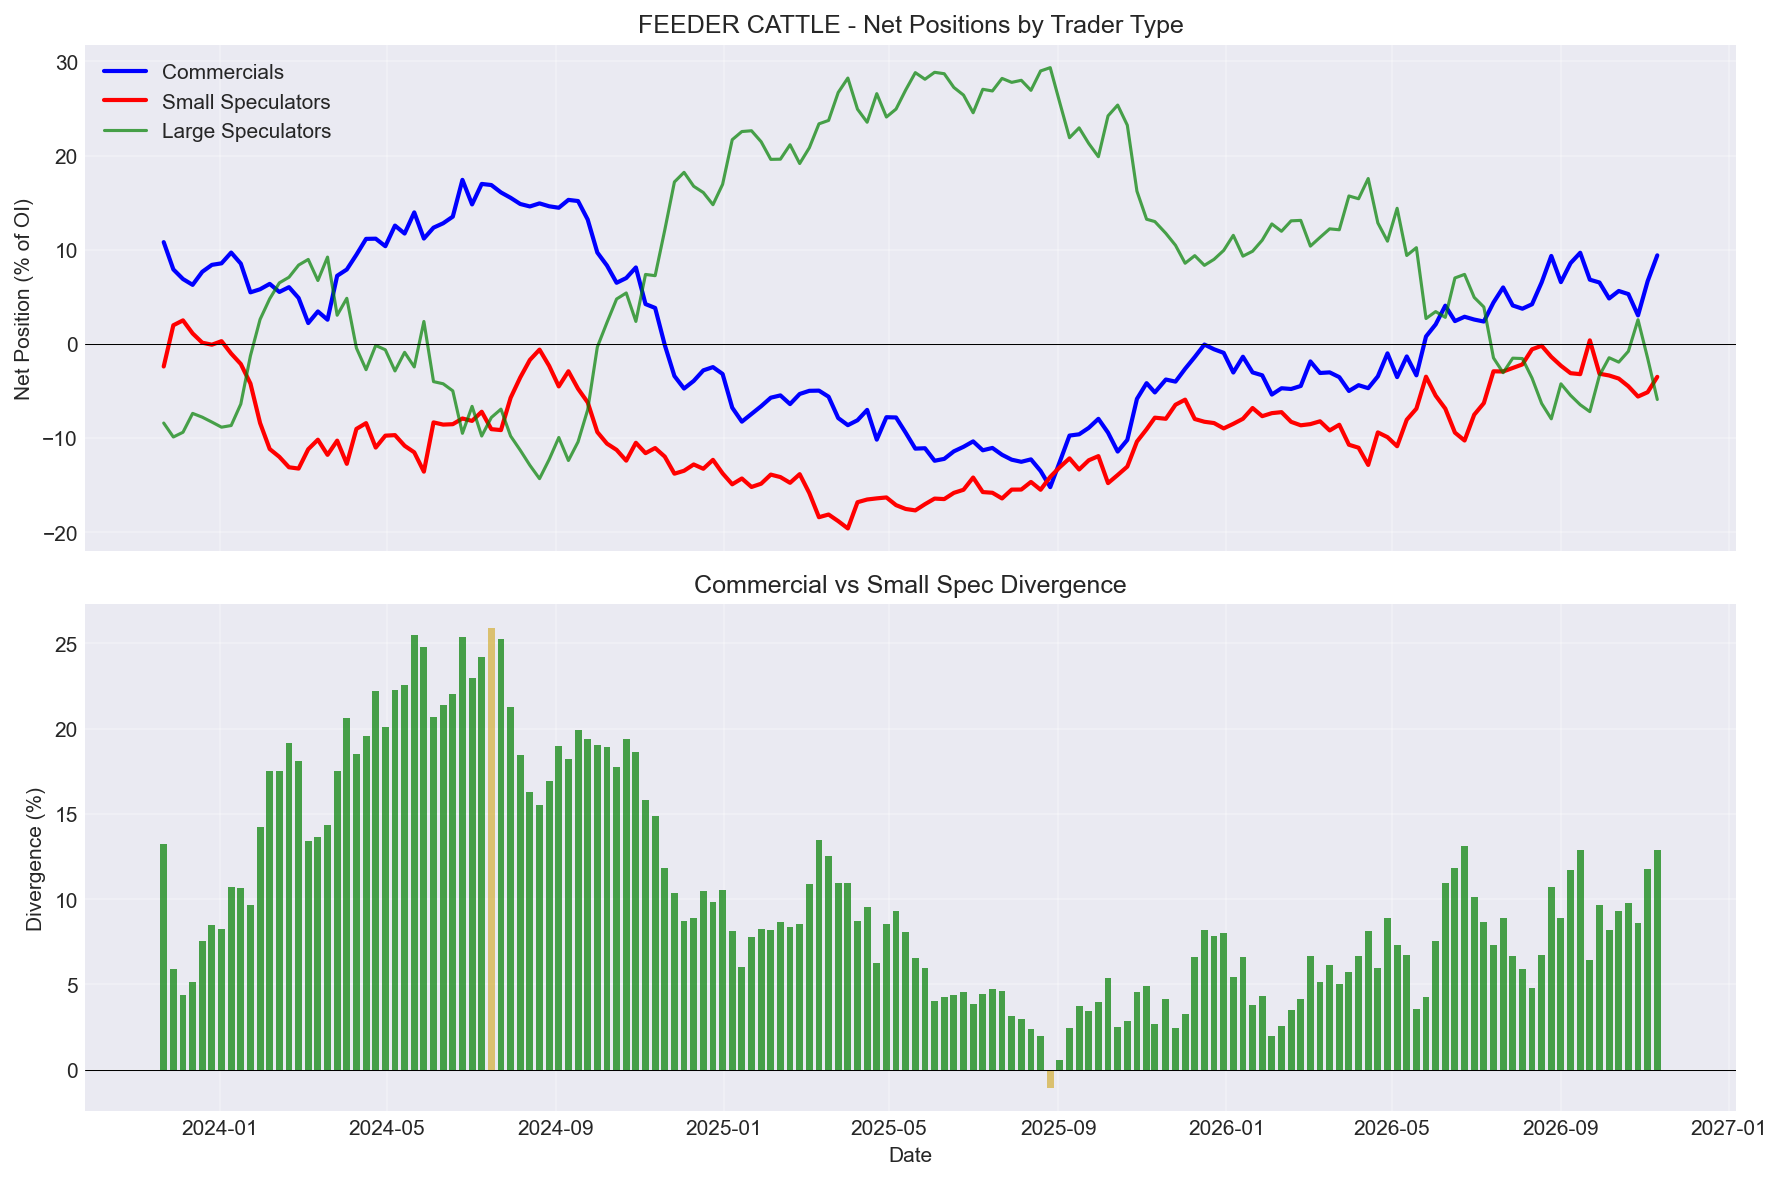 FEEDER CATTLE - Net Positions by Trader Type
Net Position (% of OI)
30
20
10
0
−10
−20
Commercials
Small Speculators
Large Speculators
Commercial vs Small Spec Divergence
Divergence (%)
25
20
15
10
5
0
2024-01 2024-05 2024-09 2025-01 2025-05 2025-09 2026-01 2026-05 2026-09 2027-01
Date